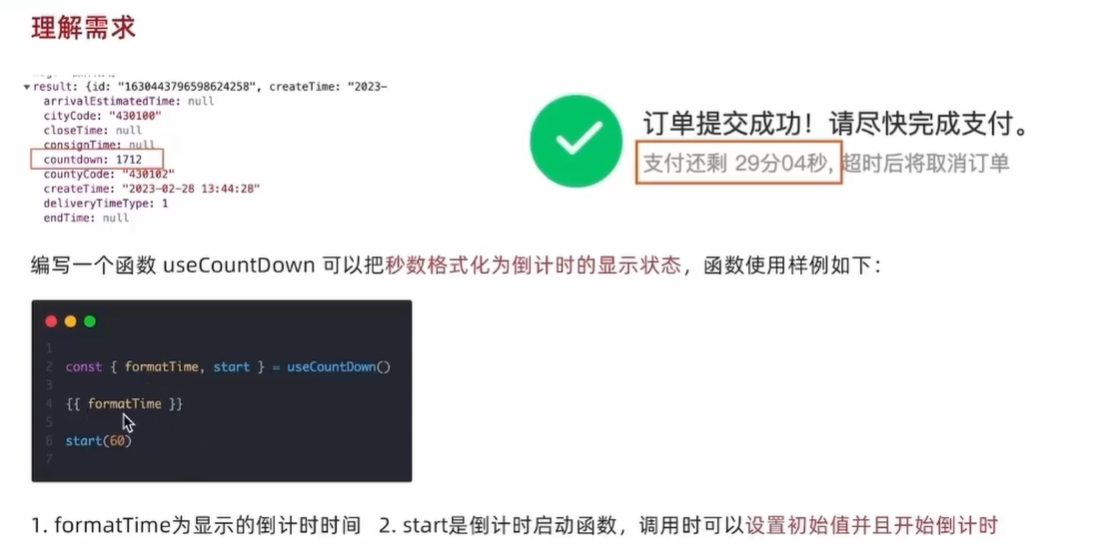 理解需求
▼result: {id: "1630443796598624258", createTime: "2023-
arrivalEstimatedTime: null
cityCode: "430100"
closeTime: null
consignTime: null
countdown: 1712
countyCode: "430102"
createTime: "2023-02-28 13:44:28"
deliveryTimeType: 1
endTime: null
订单提交成功！请尽快完成支付。
支付还剩 29分04秒, 超时后将取消订单
编写一个函数 useCountDown 可以把秒数格式化为倒计时的显示状态，函数使用样例如下：
1
2 const { formatTime, start } = useCountDown()
3
4 {{ formatTime }}
5
6 start(60)
7
1. formatTime为显示的倒计时时间 2. start是倒计时启动函数，调用时可以设置初始值并且开始倒计时